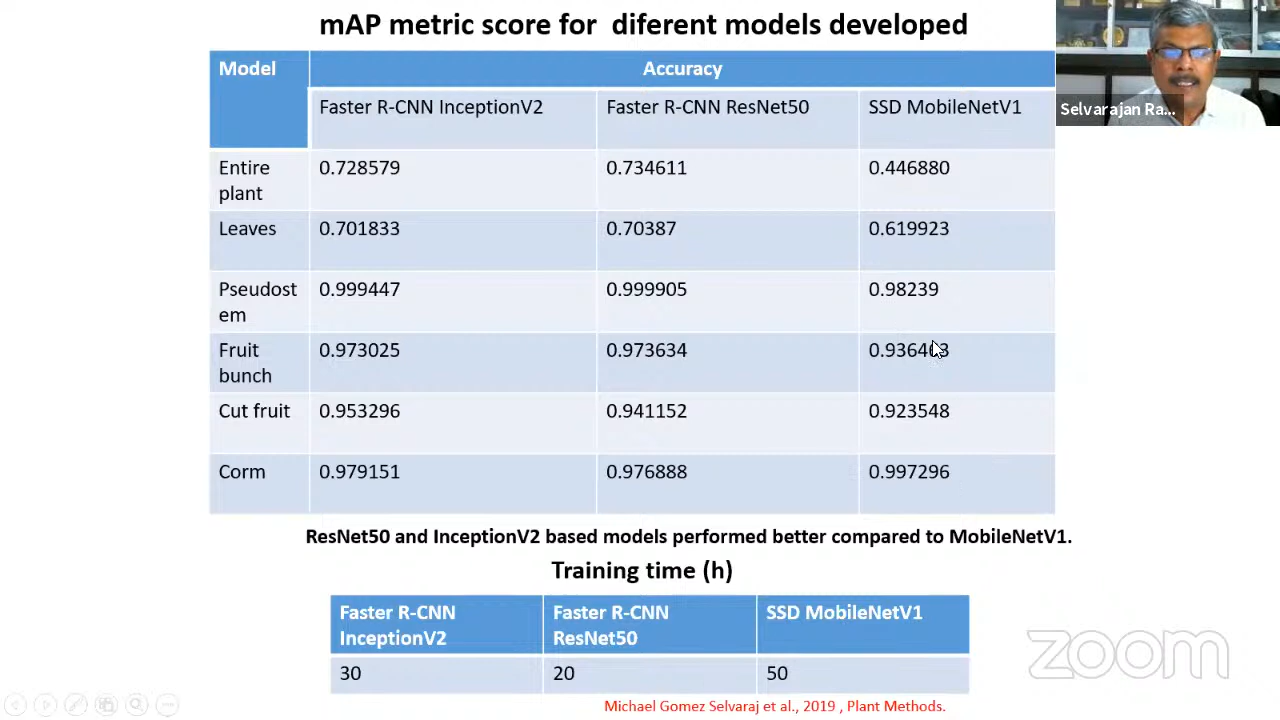 mAP metric score for diferent models developed
Model
Accuracy
Faster R-CNN InceptionV2
Faster R-CNN ResNet50
SSD MobileNetV1
Entire
plant
0.728579
0.734611
0.446880
Leaves
0.701833
0.70387
0.619923
Pseudost
em
0.999447
0.999905
0.98239
Fruit
bunch
0.973025
0.973634
Cut fruit
0.953296
0.941152
0.923548
Corm
0.979151
0.976888
0.997296
ResNet50 and InceptionV2 based models performed better compared to MobileNetV1.
Training time (h)
Faster R-CNN
InceptionV2
Faster R-CNN
ResNet50
SSD MobileNetV1
30
20
50
Michael Gomez Selvaraj et al., 2019 , Plant Methods.
Selvarajan Ra...
zoom